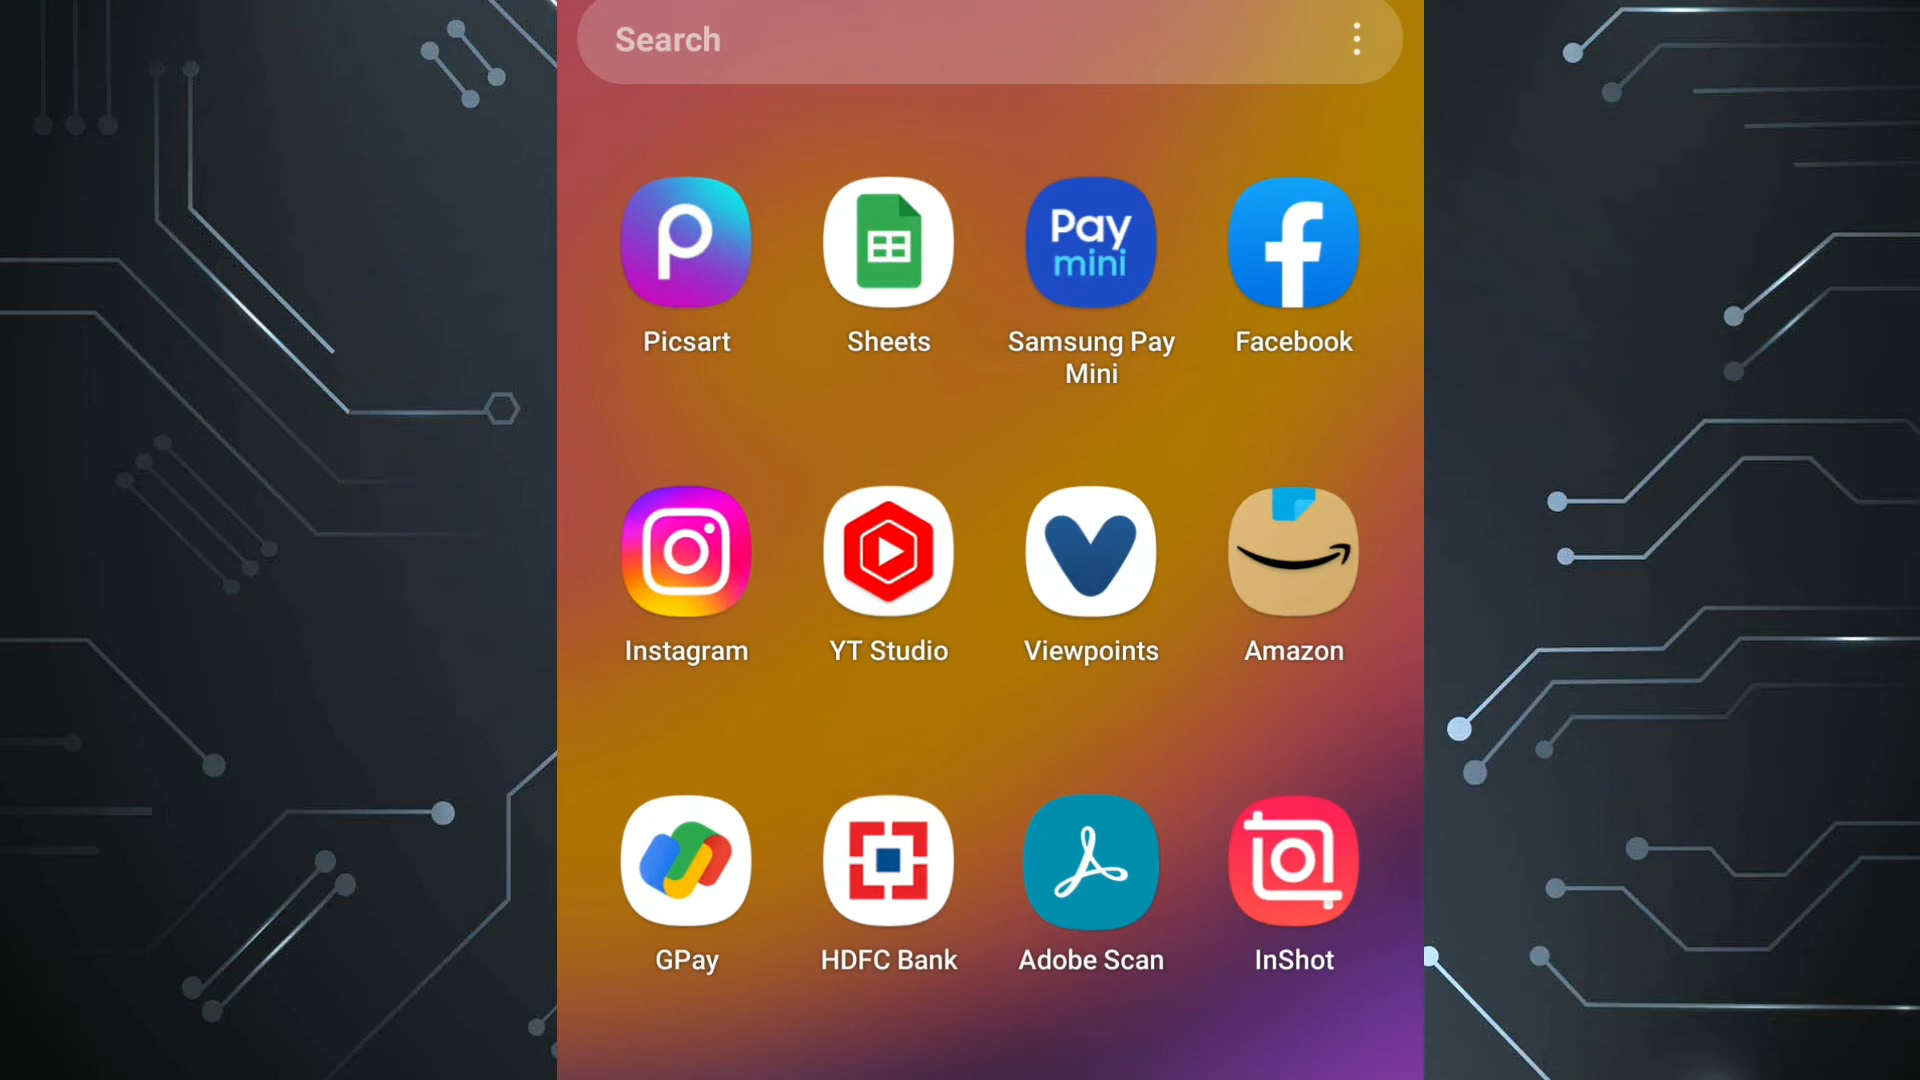 Search
Pay
mini
Picsart
Sheets
Samsung Pay
Mini
Facebook
Instagram
YT Studio
Viewpoints
Amazon
GPay
HDFC Bank
Adobe Scan
InShot